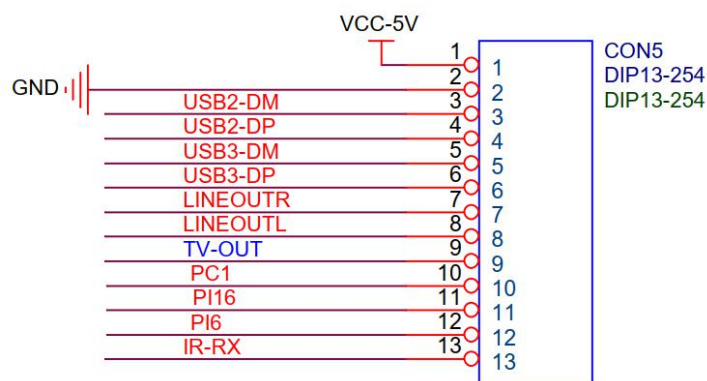 VCC-5V
1 1 CON5
DIP13-254
GND 2 2 DIP13-254
USB2-DM 3 3
USB2-DP 4 4
USB3-DM 5 5
USB3-DP 6 6
LINEOUTR 7 7
LINEOUTL 8 8
TV-OUT 9 9
PC1 10 10
PI16 11 11
PI6 12 12
IR-RX 13 13